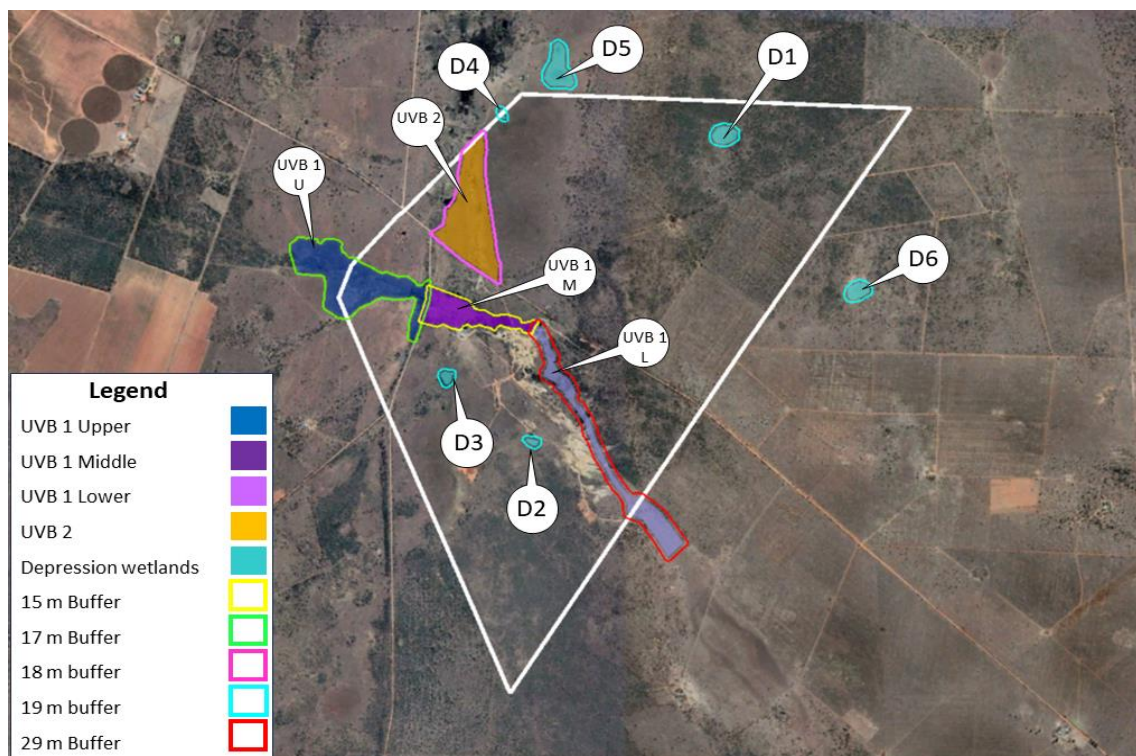 D5
D1
D4
UVB 2
UVB 1
U
D6
UVB 1
M
UVB 1
L
D3
D2
Legend
UVB 1 Upper
UVB 1 Middle
UVB 1 Lower
UVB 2
Depression wetlands
15 m Buffer
17 m Buffer
18 m buffer
19 m buffer
29 m Buffer